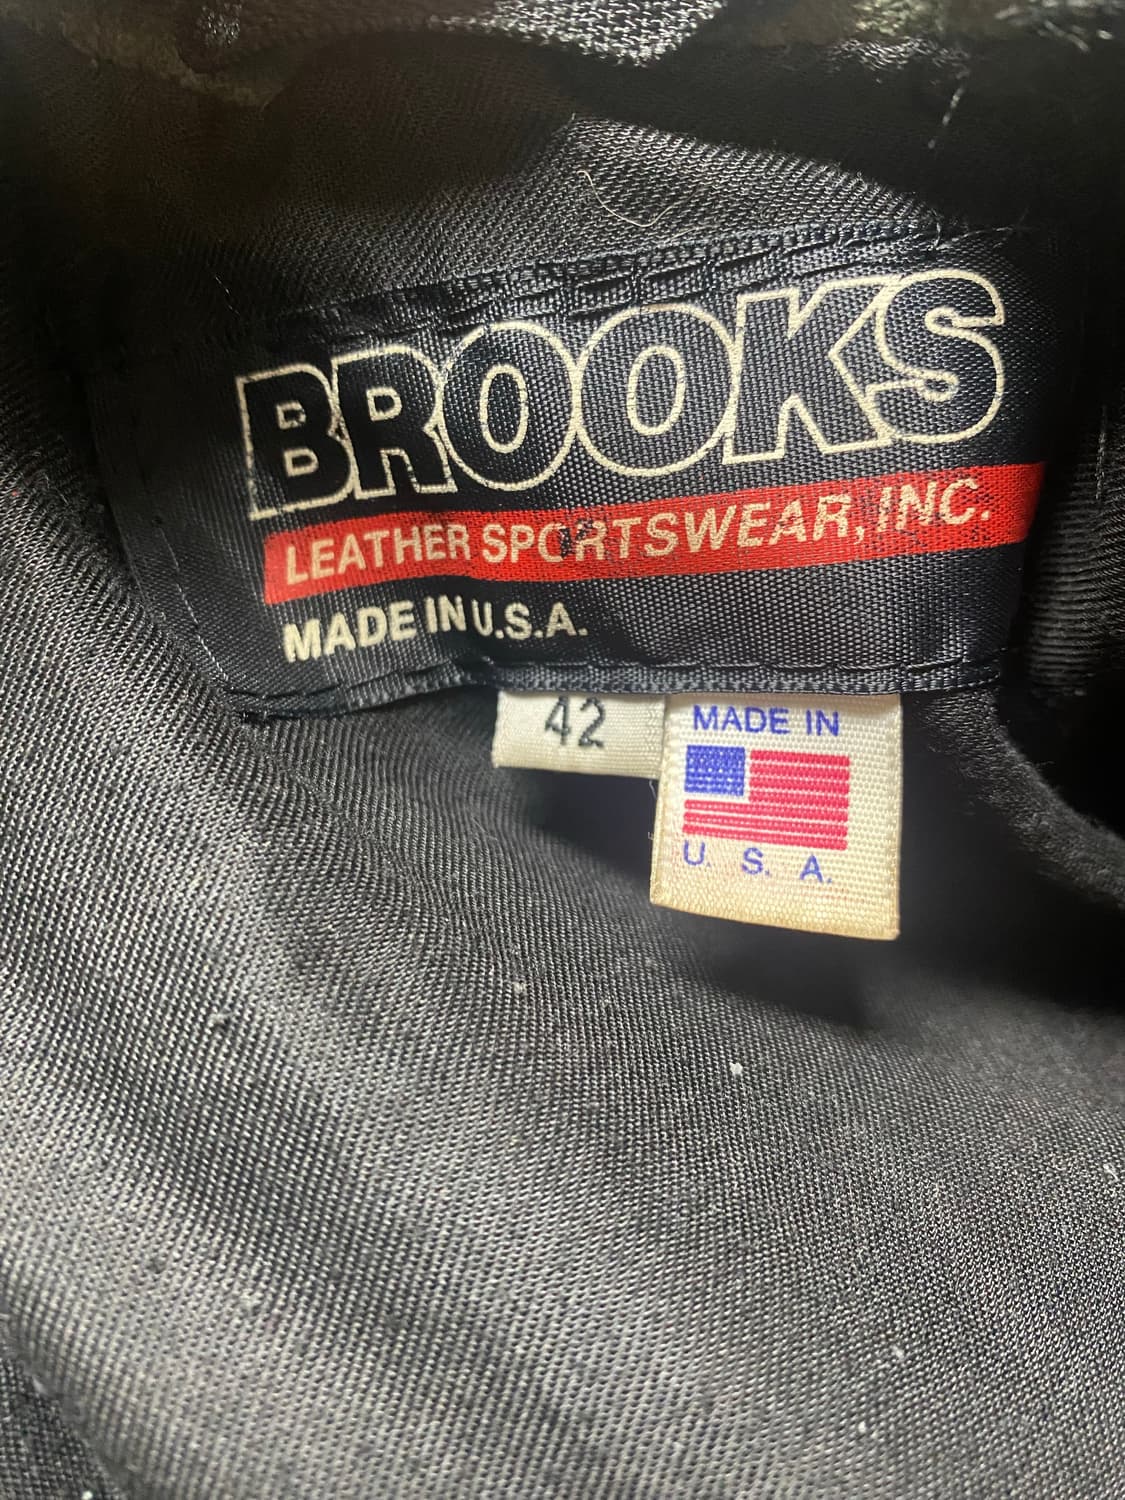 BROOKS
LEATHER SPORTSWEAR, INC.
MADE IN U.S.A.
42
MADE IN
U. S. A.